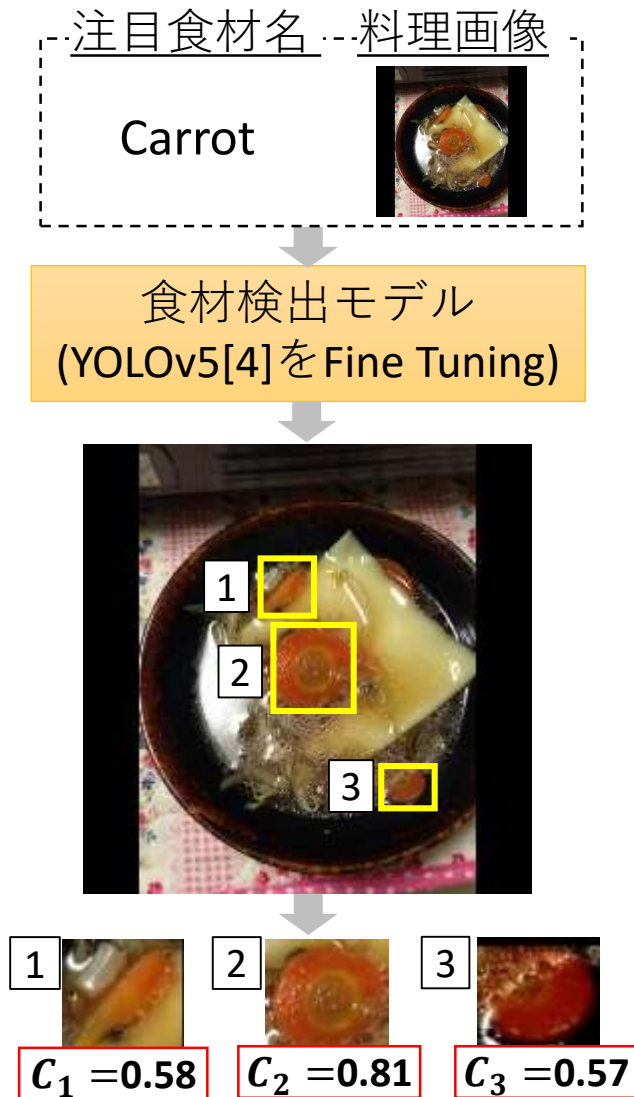 注目食材名 料理画像
Carrot
食材検出モデル
(YOLOv5[4]をFine Tuning)
1
2
3
1 2 3
C₁ =0.58 C₂ =0.81 C₃ =0.57